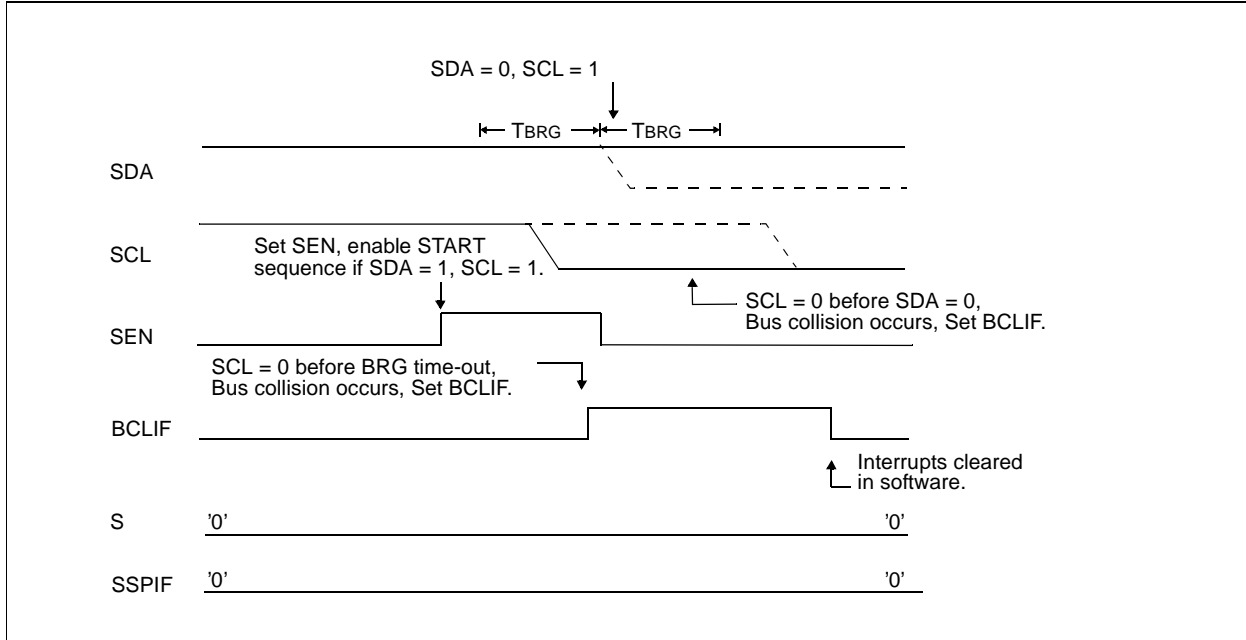 SDA = 0, SCL = 1
TBRG TBRG
SDA
SCL
Set SEN, enable START
sequence if SDA = 1, SCL = 1.
SCL = 0 before SDA = 0,
Bus collision occurs, Set BCLIF.
SEN
SCL = 0 before BRG time-out,
Bus collision occurs, Set BCLIF.
BCLIF
Interrupts cleared
in software.
S '0' '0'
SSPIF '0' '0'